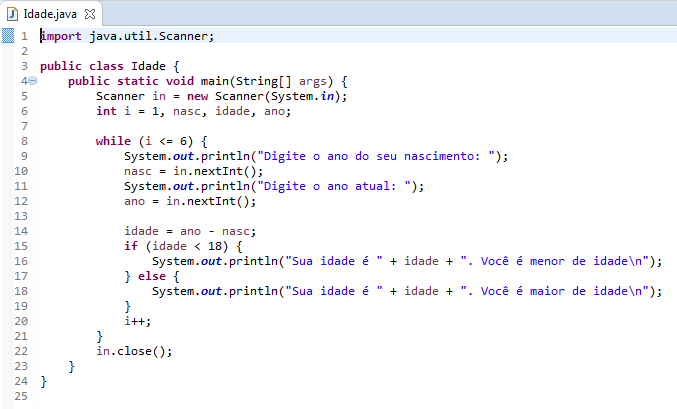 Idade.java
1 import java.util.Scanner;
2
3 public class Idade {
4 public static void main(String[] args) {
5 Scanner in = new Scanner(System.in);
6 int i = 1, nasc, idade, ano;
7
8 while (i <= 6) {
9 System.out.println("Digite o ano do seu nascimento: ");
10 nasc = in.nextInt();
11 System.out.println("Digite o ano atual: ");
12 ano = in.nextInt();
13
14 idade = ano - nasc;
15 if (idade < 18) {
16 System.out.println("Sua idade é " + idade + ". Você é menor de idade\n");
17 } else {
18 System.out.println("Sua idade é " + idade + ". Você é maior de idade\n");
19 }
20 i++;
21 }
22 in.close();
23 }
24 }
25